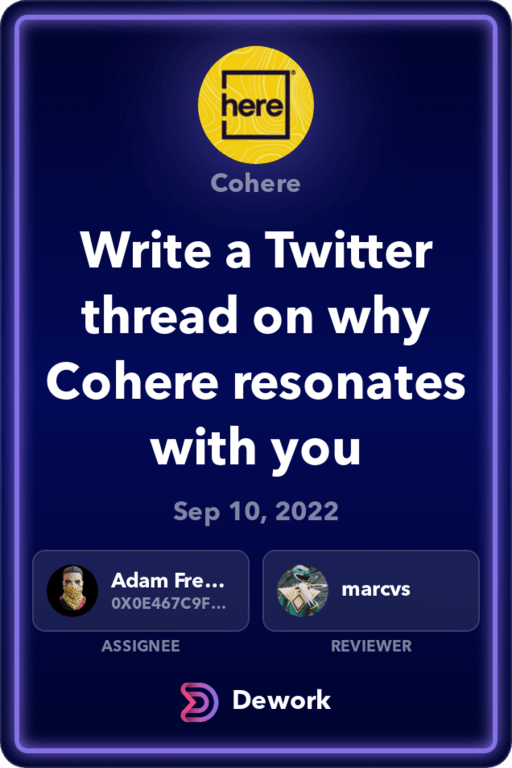 here
Cohere
Write a Twitter
thread on why
Cohere resonates
with you
Sep 10, 2022
Adam Fre...
0X0E467C9F...
marcvs
ASSIGNEE
REVIEWER
Dework